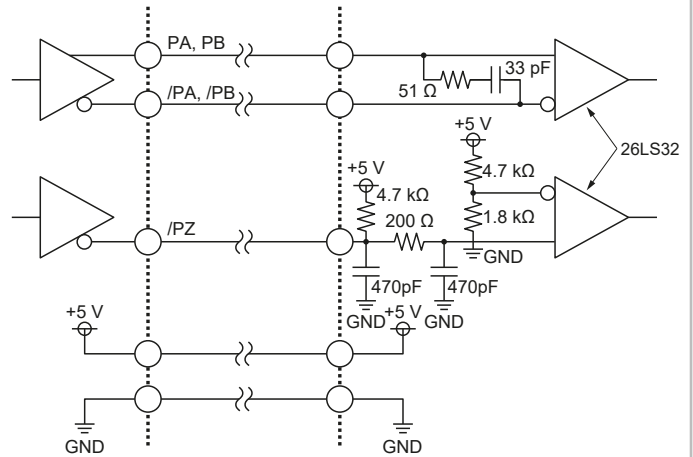 PA, PB
33 pF
51 Ω
/PA, /PB
+5 V
26LS32
4.7 kΩ
+5 V
4.7 kΩ
1.8 kΩ
200 Ω
/PZ
GND
470pF
470pF
GND
GND
+5 V
+5 V
GND
GND